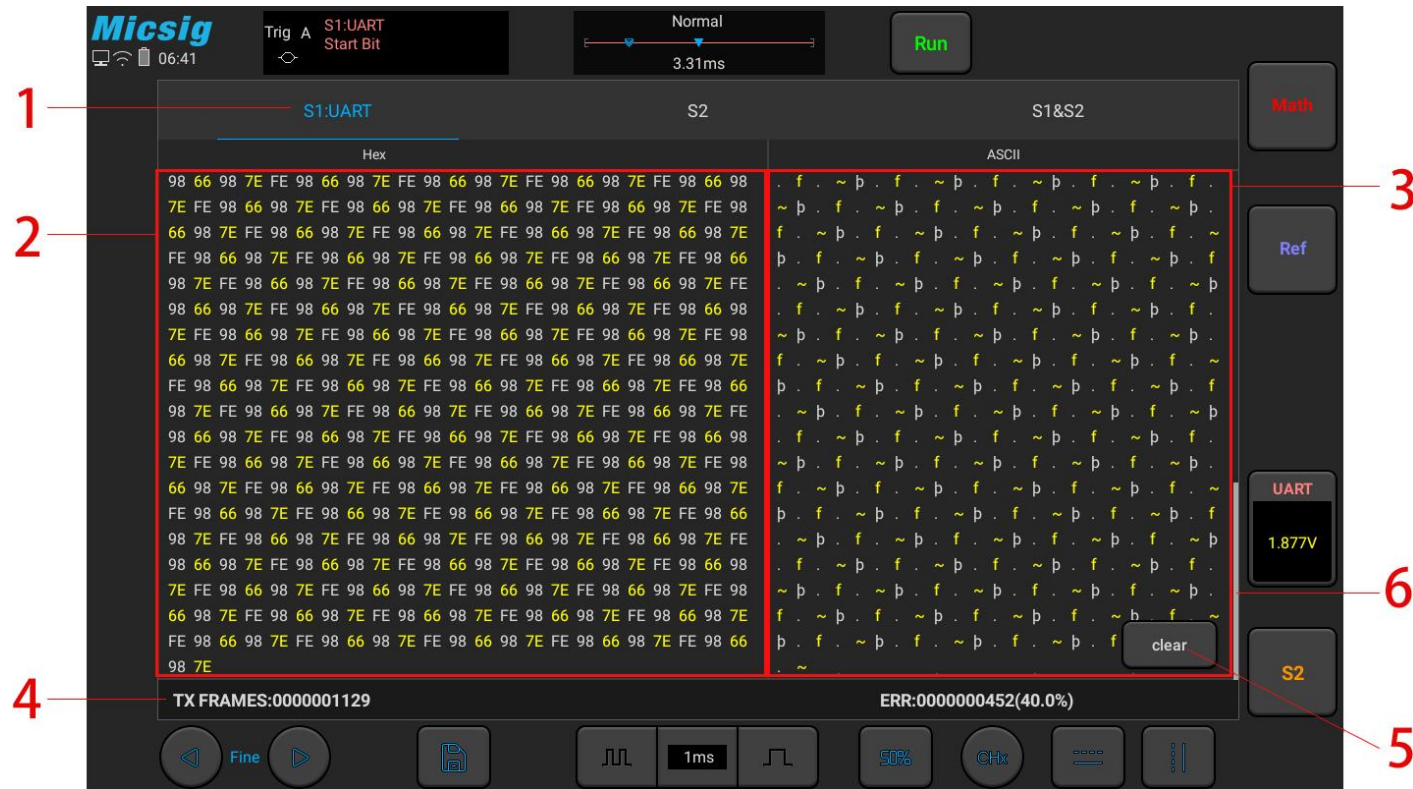 Micsig
06:41
Trig A S1:UART
Start Bit
Normal
3.31ms
Run
1
S1:UART
S2
S1&S2
Math
Hex
ASCII
98 66 98 7E FE 98 66 98 7E FE 98 66 98 7E FE 98 66 98 7E FE 98 66 98
7E FE 98 66 98 7E FE 98 66 98 7E FE 98 66 98 7E FE 98 66 98 7E FE 98
66 98 7E FE 98 66 98 7E FE 98 66 98 7E FE 98 66 98 7E FE 98 66 98 7E
FE 98 66 98 7E FE 98 66 98 7E FE 98 66 98 7E FE 98 66 98 7E FE 98 66
98 7E FE 98 66 98 7E FE 98 66 98 7E FE 98 66 98 7E FE 98 66 98 7E FE
98 66 98 7E FE 98 66 98 7E FE 98 66 98 7E FE 98 66 98 7E FE 98 66 98
7E FE 98 66 98 7E FE 98 66 98 7E FE 98 66 98 7E FE 98 66 98 7E FE 98
66 98 7E FE 98 66 98 7E FE 98 66 98 7E FE 98 66 98 7E FE 98 66 98 7E
FE 98 66 98 7E FE 98 66 98 7E FE 98 66 98 7E FE 98 66 98 7E FE 98 66
98 7E FE 98 66 98 7E FE 98 66 98 7E FE 98 66 98 7E FE 98 66 98 7E FE
98 66 98 7E FE 98 66 98 7E FE 98 66 98 7E FE 98 66 98 7E FE 98 66 98
7E FE 98 66 98 7E FE 98 66 98 7E FE 98 66 98 7E FE 98 66 98 7E FE 98
66 98 7E FE 98 66 98 7E FE 98 66 98 7E FE 98 66 98 7E FE 98 66 98 7E
FE 98 66 98 7E FE 98 66 98 7E FE 98 66 98 7E FE 98 66 98 7E FE 98 66
98 7E FE 98 66 98 7E FE 98 66 98 7E FE 98 66 98 7E FE 98 66 98 7E FE
98 66 98 7E FE 98 66 98 7E FE 98 66 98 7E FE 98 66 98 7E FE 98 66 98
7E FE 98 66 98 7E FE 98 66 98 7E FE 98 66 98 7E FE 98 66 98 7E FE 98
66 98 7E FE 98 66 98 7E FE 98 66 98 7E FE 98 66 98 7E FE 98 66 98 7E
FE 98 66 98 7E FE 98 66 98 7E FE 98 66 98 7E FE 98 66 98 7E FE 98 66
98 7E
. f . ~ þ . f . ~ þ . f . ~ þ . f . ~ þ . f .
~ þ . f . ~ þ . f . ~ þ . f . ~ þ . f . ~ þ .
f . ~ þ . f . ~ þ . f . ~ þ . f . ~ þ . f . ~
þ . f . ~ þ . f . ~ þ . f . ~ þ . f . ~ þ . f
. ~ þ . f . ~ þ . f . ~ þ . f . ~ þ . f . ~ þ
. f . ~ þ . f . ~ þ . f . ~ þ . f . ~ þ . f .
~ þ . f . ~ þ . f . ~ þ . f . ~ þ . f . ~ þ .
f . ~ þ . f . ~ þ . f . ~ þ . f . ~ þ . f . ~
þ . f . ~ þ . f . ~ þ . f . ~ þ . f . ~ þ . f
. ~ þ . f . ~ þ . f . ~ þ . f . ~ þ . f . ~ þ
. f . ~ þ . f . ~ þ . f . ~ þ . f . ~ þ . f .
~ þ . f . ~ þ . f . ~ þ . f . ~ þ . f . ~ þ .
f . ~ þ . f . ~ þ . f . ~ þ . f . ~ þ . f . ~
þ . f . ~ þ . f . ~ þ . f . ~ þ . f . ~ þ . f
. ~ þ . f . ~ þ . f . ~ þ . f . ~ þ . f . ~ þ
. f . ~ þ . f . ~ þ . f . ~ þ . f . ~ þ . f .
~ þ . f . ~ þ . f . ~ þ . f . ~ þ . f . ~ þ .
f . ~ þ . f . ~ þ . f . ~ þ . f . ~ þ . f . ~
þ . f . ~ þ . f . ~ þ . f . ~ þ . f
. ~
clear
2
3
Ref
UART
1.877V
6
S2
4
TX FRAMES:0000001129
ERR:0000000452(40.0%)
5
Fine
1ms
50%
CHx